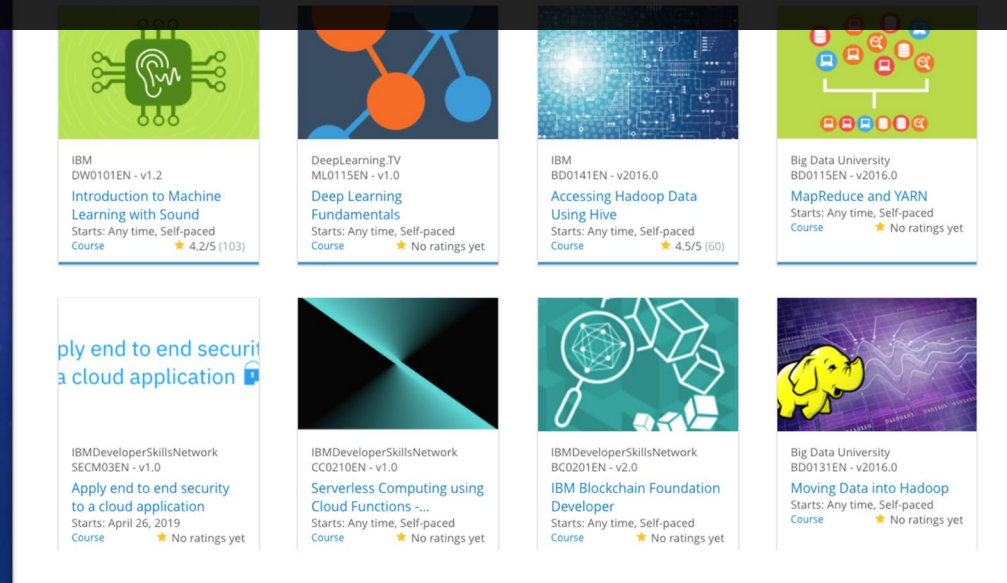 IBM
DW0101EN - v1.2
Introduction to Machine
Learning with Sound
Starts: Any time, Self-paced
Course
4.2/5 (103)
DeepLearning.TV
ML0115EN - v1.0
Deep Learning
Fundamentals
Starts: Any time, Self-paced
Course
No ratings yet
IBM
BD0141EN - v2016.0
Accessing Hadoop Data
Using Hive
Starts: Any time, Self-paced
Course
4.5/5 (60)
Big Data University
BD0115EN - v2016.0
MapReduce and YARN
Starts: Any time, Self-paced
Course
No ratings yet
ply end to end securit
a cloud application
IBMDeveloperSkillsNetwork
SECM03EN - v1.0
Apply end to end security
to a cloud application
Starts: April 26, 2019
Course
No ratings yet
IBMDeveloperSkillsNetwork
CC0210EN - v1.0
Serverless Computing using
Cloud Functions -...
Starts: Any time, Self-paced
Course
No ratings yet
IBMDeveloperSkillsNetwork
BC0201EN - v2.0
IBM Blockchain Foundation
Developer
Starts: Any time, Self-paced
Course
No ratings yet
Big Data University
BD0131EN - v2016.0
Moving Data into Hadoop
Starts: Any time, Self-paced
Course
No ratings yet